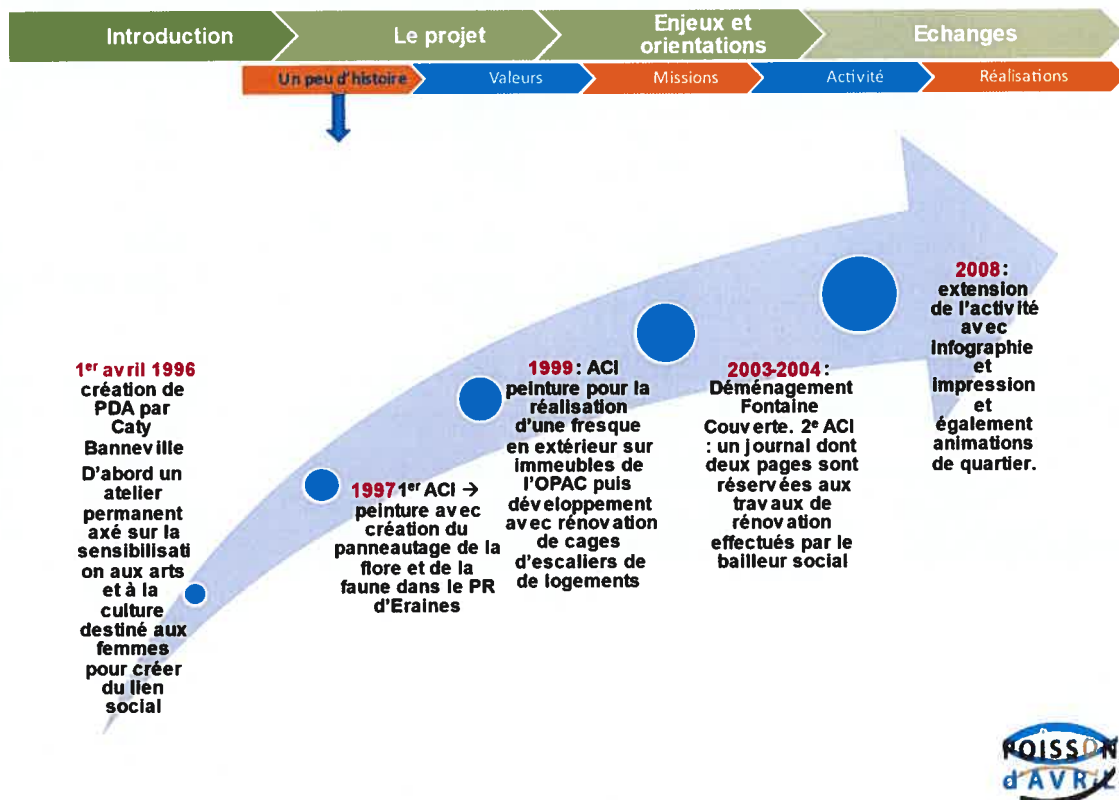 Introduction
Le projet
Enjeux et
orientations
Echanges
Un peu d'histoire
Valeurs
Missions
Activité
Réalisations
1er avril 1996
création de
PDA par
Caty
Banneville
D'abord un
atelier
permanent
axé sur la
sensibilisati
on aux arts
et à la
culture
destiné aux
femmes
pour créer
du lien
social
1997 1er ACI →
peinture avec
création du
panneautage de la
flore et de la
faune dans le PR
d'Eraines
1999 : ACI
peinture pour la
réalisation
d'une fresque
en extérieur sur
immeubles de
l'OPAC puis
développement
avec rénovation
de cages
d'escaliers de
de logements
2003-2004 :
Déménagement
Fontaine
Couverte. 2e ACI
: un journal dont
deux pages sont
réservées aux
travaux de
rénovation
effectués par le
bailleur social
2008 :
extension
de l'activité
avec
infographie
et
impression
et
également
animations
de quartier.
POISSON
d'AVRIL